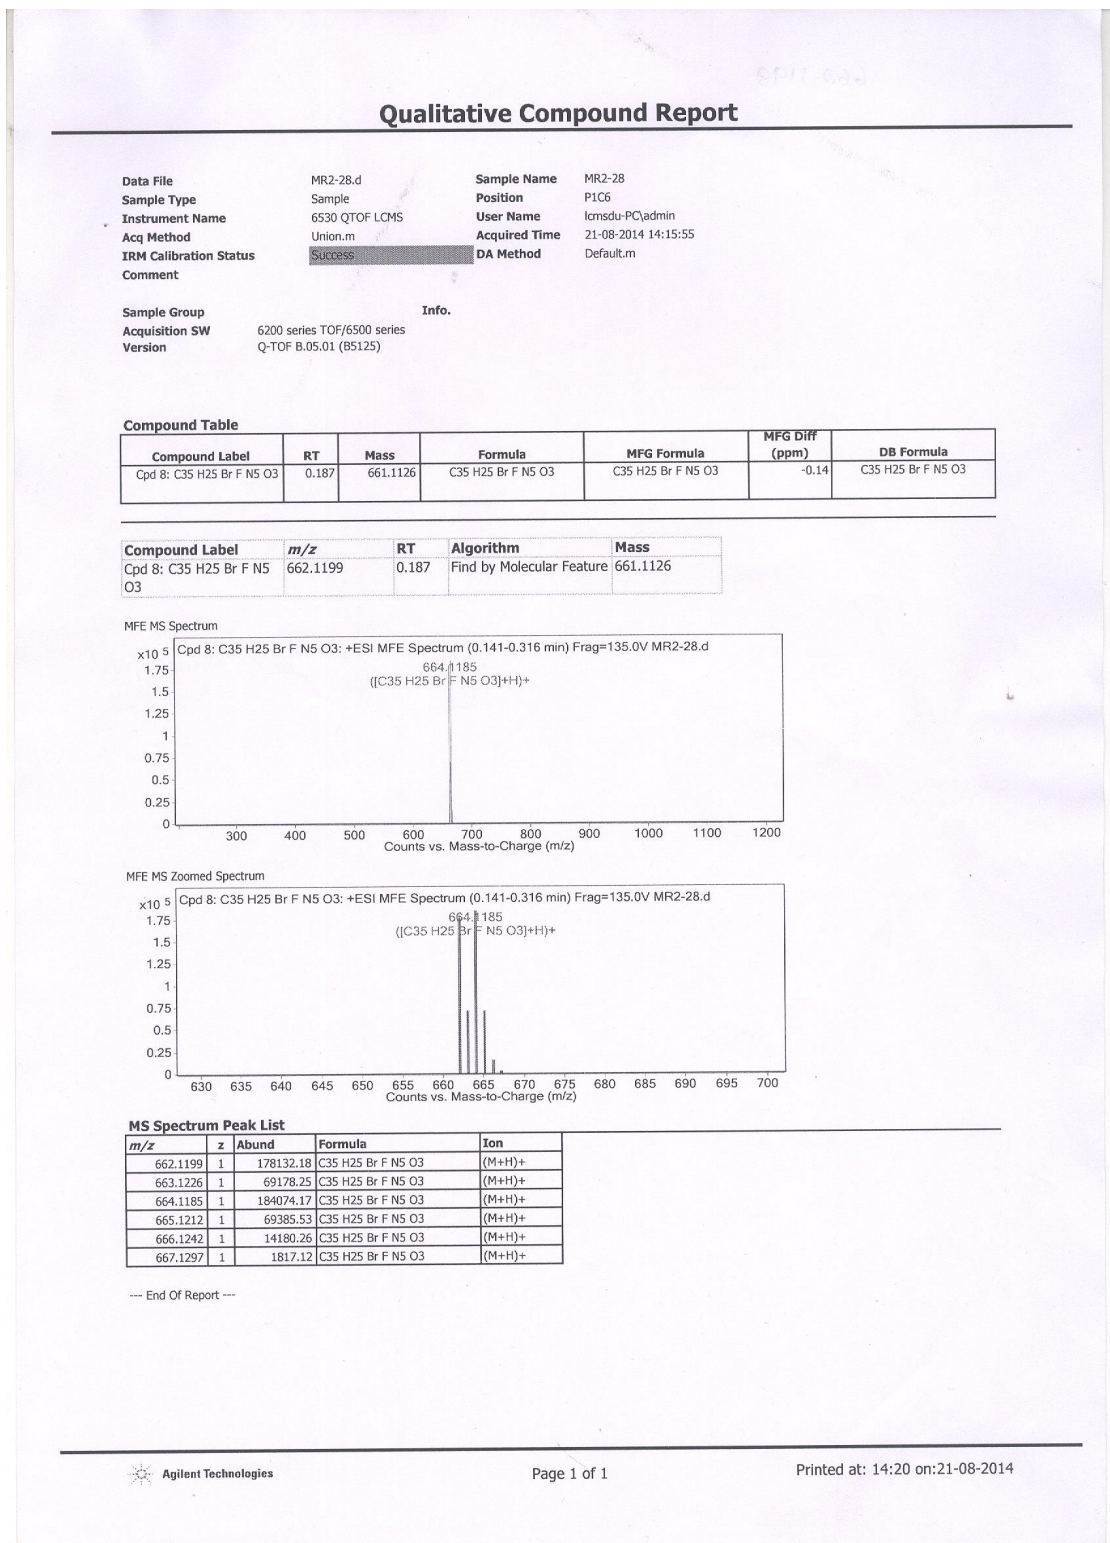 Qualitative Compound Report
Data File MR2-28.d Sample Name MR2-28
Sample Type Sample Position P1C6
Instrument Name 6530 QTOF LCMS User Name lcmsdu-PC\admin
Acq Method Union.m Acquired Time 21-08-2014 14:15:55
IRM Calibration Status Success DA Method Default.m
Comment
Sample Group Info.
Acquisition SW 6200 series TOF/6500 series
Version Q-TOF B.05.01 (B5125)
Compound Table
Compound Label RT Mass Formula MFG Formula MFG Diff (ppm) DB Formula
Cpd 8: C35 H25 Br F N5 O3 0.187 661.1126 C35 H25 Br F N5 O3 C35 H25 Br F N5 O3 -0.14 C35 H25 Br F N5 O3
Compound Label m/z RT Algorithm Mass
Cpd 8: C35 H25 Br F N5 662.1199 0.187 Find by Molecular Feature 661.1126
O3
MFE MS Spectrum
x10 5 Cpd 8: C35 H25 Br F N5 O3: +ESI MFE Spectrum (0.141-0.316 min) Frag=135.0V MR2-28.d
1.75 664.1185
([C35 H25 Br F N5 O3]+H)+
1.5
1.25
1
0.75
0.5
0.25
0
300 400 500 600 700 800 900 1000 1100 1200
Counts vs. Mass-to-Charge (m/z)
MFE MS Zoomed Spectrum
x10 5 Cpd 8: C35 H25 Br F N5 O3: +ESI MFE Spectrum (0.141-0.316 min) Frag=135.0V MR2-28.d
1.75 664.1185
([C35 H25 Br F N5 O3]+H)+
1.5
1.25
1
0.75
0.5
0.25
0
630 635 640 645 650 655 660 665 670 675 680 685 690 695 700
Counts vs. Mass-to-Charge (m/z)
MS Spectrum Peak List
m/z z Abund Formula Ion
662.1199 1 178132.18 C35 H25 Br F N5 O3 (M+H)+
663.1226 1 69178.25 C35 H25 Br F N5 O3 (M+H)+
664.1185 1 184074.17 C35 H25 Br F N5 O3 (M+H)+
665.1212 1 69385.53 C35 H25 Br F N5 O3 (M+H)+
666.1242 1 14180.26 C35 H25 Br F N5 O3 (M+H)+
667.1297 1 1817.12 C35 H25 Br F N5 O3 (M+H)+
--- End Of Report ---
Agilent Technologies Page 1 of 1 Printed at: 14:20 on:21-08-2014